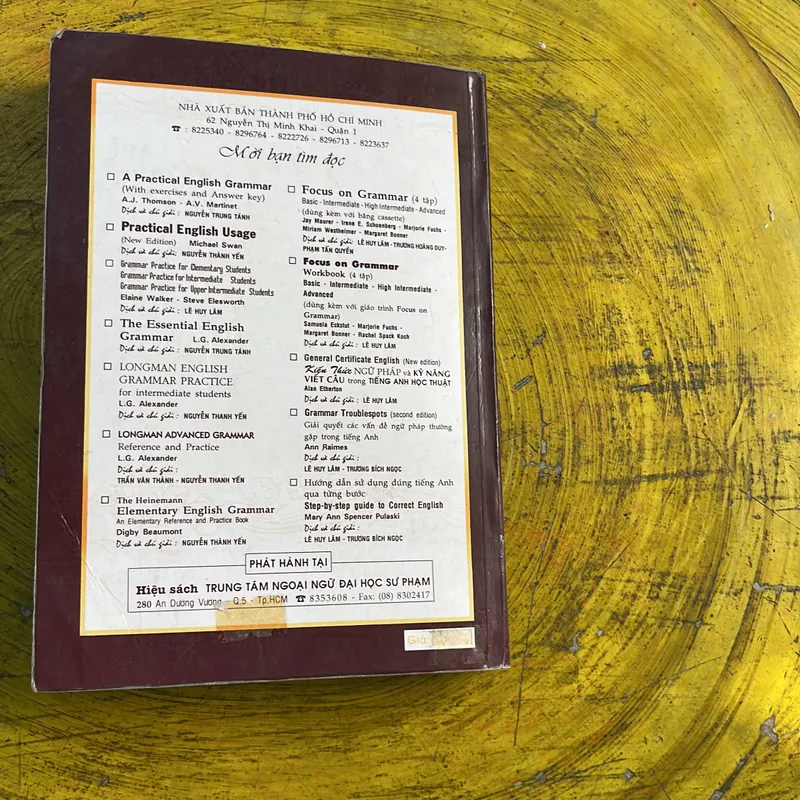 NHÀ XUẤT BẢN THÀNH PHỐ HỒ CHÍ MINH
62 Nguyễn Thị Minh Khai - Quận 1
☎ : 8225340 - 8296764 - 8222726 - 8296713 - 8223637
Mời bạn tìm đọc
A Practical English Grammar
(With exercises and Answer key)
A.J. Thomson - A.V. Martinet
Dịch và chú giải : NGUYỄN TRUNG TÁNH
Practical English Usage
(New Edition) Michael Swan
Dịch và chú giải: NGUYỄN THÀNH YẾN
Grammar Practice for Elementary Students
Grammar Practice for Intermediate Students
Grammar Practice for Upper Intermediate Students
Elaine Walker - Steve Elesworth
Dịch và chú giải : LÊ HUY LÂM
The Essential English
Grammar L.G. Alexander
Dịch và chú giải : NGUYỄN TRUNG TÁNH
LONGMAN ENGLISH
GRAMMAR PRACTICE
for intermediate students
L.G. Alexander
Dịch và chú giải : NGUYỄN THANH YẾN
LONGMAN ADVANCED GRAMMAR
Reference and Practice
L.G. Alexander
Dịch và chú giải :
TRẦN VĂN THÀNH - NGUYỄN THANH YẾN
The Heinemann
Elementary English Grammar
An Elementary Reference and Practice Book
Digby Beaumont
Dịch và chú giải : NGUYỄN THÀNH YẾN
Focus on Grammar (4 tập)
Basic - Intermediate - High Intermediate - Advanced
(dùng kèm với băng cassette)
Jay Maurer - Irene E. Schoenberg - Marjorie Fuchs -
Miriam Westheimer - Margaret Bonner
Dịch và chú giải : LÊ HUY LÂM - TRƯƠNG HOÀNG DUY-
PHẠM TẤN QUYỀN
Focus on Grammar
Workbook (4 tập)
Basic - Intermediate - High Intermediate -
Advanced
(dùng kèm với giáo trình Focus on
Grammar)
Samuela Eckstut - Marjorie Fuchs -
Margaret Bonner - Rachel Spack Koch
Dịch và chú giải : LÊ HUY LÂM
General Certificate English (New edition)
Kiến Thức NGỮ PHÁP và KỸ NĂNG
VIẾT CÂU trong TIẾNG ANH HỌC THUẬT
Alan Etherton
Dịch và chú giải : LÊ HUY LÂM
Grammar Troublespots (second edition)
Giải quyết các vấn đề ngữ pháp thường
gặp trong tiếng Anh
Ann Raimes
Dịch và chú giải :
LÊ HUY LÂM - TRƯƠNG BÍCH NGỌC
Hướng dẫn sử dụng đúng tiếng Anh
qua từng bước
Step-by-step guide to Correct English
Mary Ann Spencer Pulaski
Dịch và chú giải :
LÊ HUY LÂM - TRƯƠNG BÍCH NGỌC
PHÁT HÀNH TẠI
Hiệu sách TRUNG TÂM NGOẠI NGỮ ĐẠI HỌC SƯ PHẠM
280 An Dương Vương - Q.5 - Tp.HCM ☎ 8353608 - Fax: (08) 8302417
Giá: